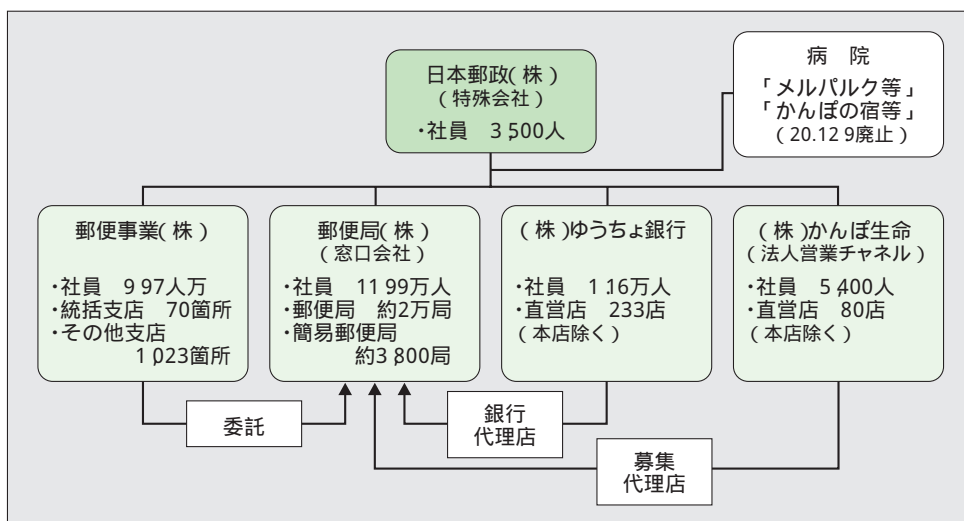 日本郵政(株)
(特殊会社)
・社員 3,500人
病 院
「メルパルク等」
「かんぽの宿等」
(20.12 9廃止)
郵便事業(株)
・社員 9 97人万
・統括支店 70箇所
・その他支店
1,023箇所
郵便局(株)
(窓口会社)
・社員 11 99万人
・郵便局 約2万局
・簡易郵便局
約3,800局
(株)ゆうちょ銀行
・社員 1.16万人
・直営店 233店
(本店除く)
(株)かんぽ生命
(法人営業チャネル)
・社員 5,400人
・直営店 80店
(本店除く)
委託
銀行
代理店
募集
代理店